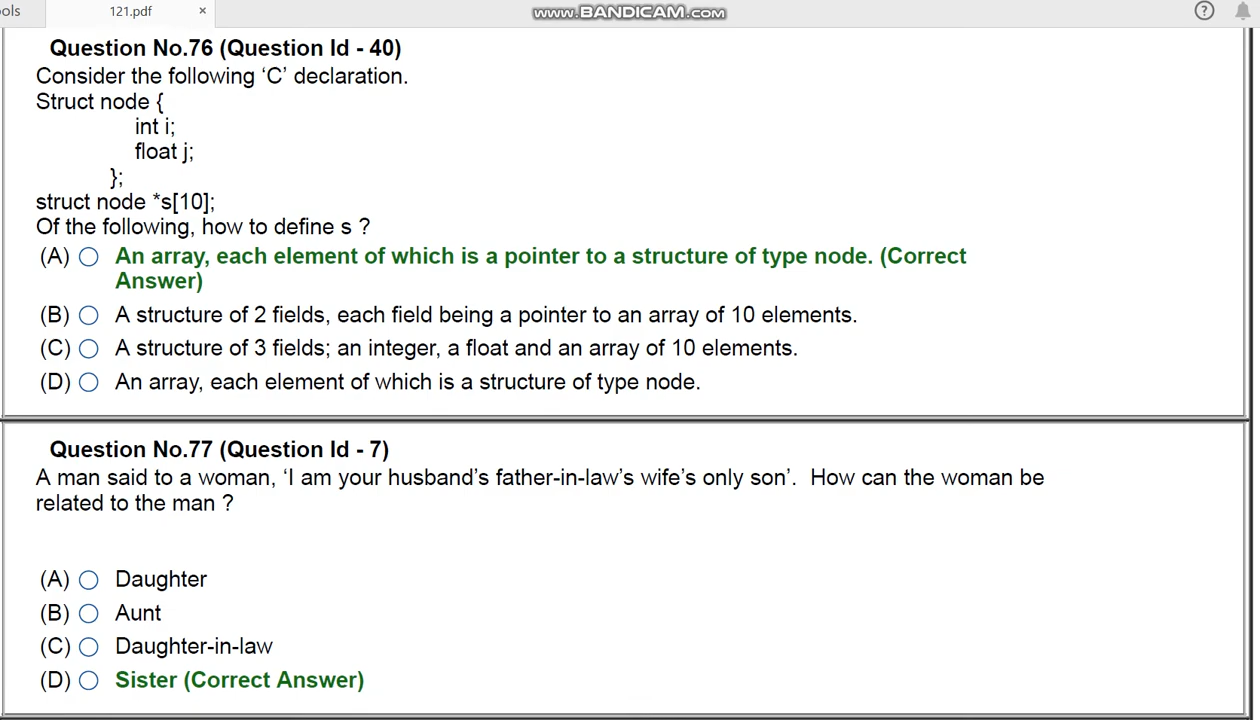 ols
121.pdf
×
www.BANDICAM.com
?
Question No.76 (Question Id - 40)
Consider the following ‘C’ declaration.
Struct node {
int i;
float j;
};
struct node *s[10];
Of the following, how to define s ?
(A) An array, each element of which is a pointer to a structure of type node. (Correct
Answer)
(B) A structure of 2 fields, each field being a pointer to an array of 10 elements.
(C) A structure of 3 fields; an integer, a float and an array of 10 elements.
(D) An array, each element of which is a structure of type node.
Question No.77 (Question Id - 7)
A man said to a woman, ‘I am your husband’s father-in-law’s wife’s only son’.  How can the woman be
related to the man ?
(A) Daughter
(B) Aunt
(C) Daughter-in-law
(D) Sister (Correct Answer)